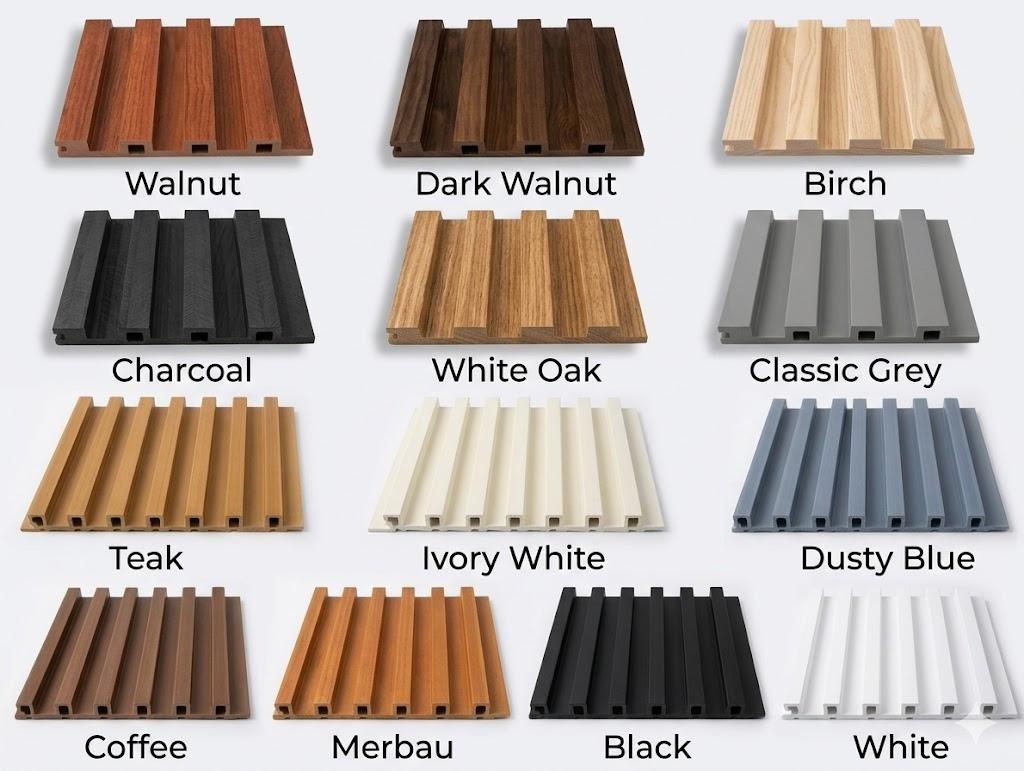 Walnut
Dark Walnut
Birch
Charcoal
White Oak
Classic Grey
Teak
Ivory White
Dusty Blue
Coffee
Merbau
Black
White